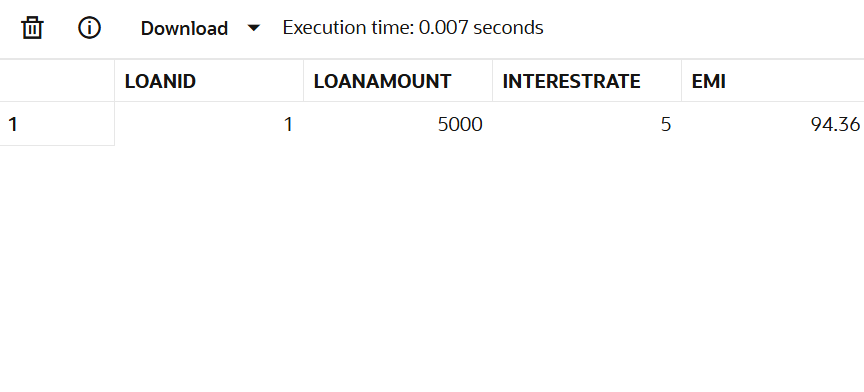 Download Execution time: 0.007 seconds
LOANID LOANAMOUNT INTERESTRATE EMI
1 1 5000 5 94.36